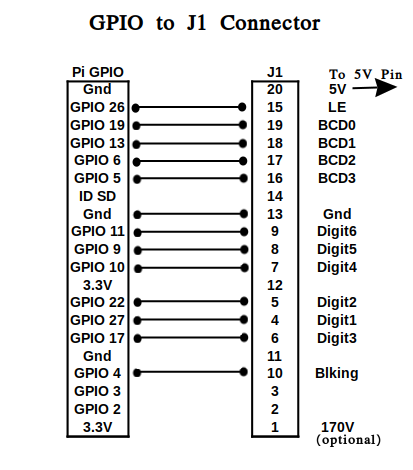 GPIO to J1 Connector
Pi GPIO J1 To 5V Pin
Gnd 20 5V
GPIO 26 15 LE
GPIO 19 19 BCD0
GPIO 13 18 BCD1
GPIO 6 17 BCD2
GPIO 5 16 BCD3
ID SD 14
Gnd 13 Gnd
GPIO 11 9 Digit6
GPIO 9 8 Digit5
GPIO 10 7 Digit4
3.3V 12
GPIO 22 5 Digit2
GPIO 27 4 Digit1
GPIO 17 6 Digit3
Gnd 11
GPIO 4 10 Blking
GPIO 3 3
GPIO 2 2
3.3V 1 170V
(optional)